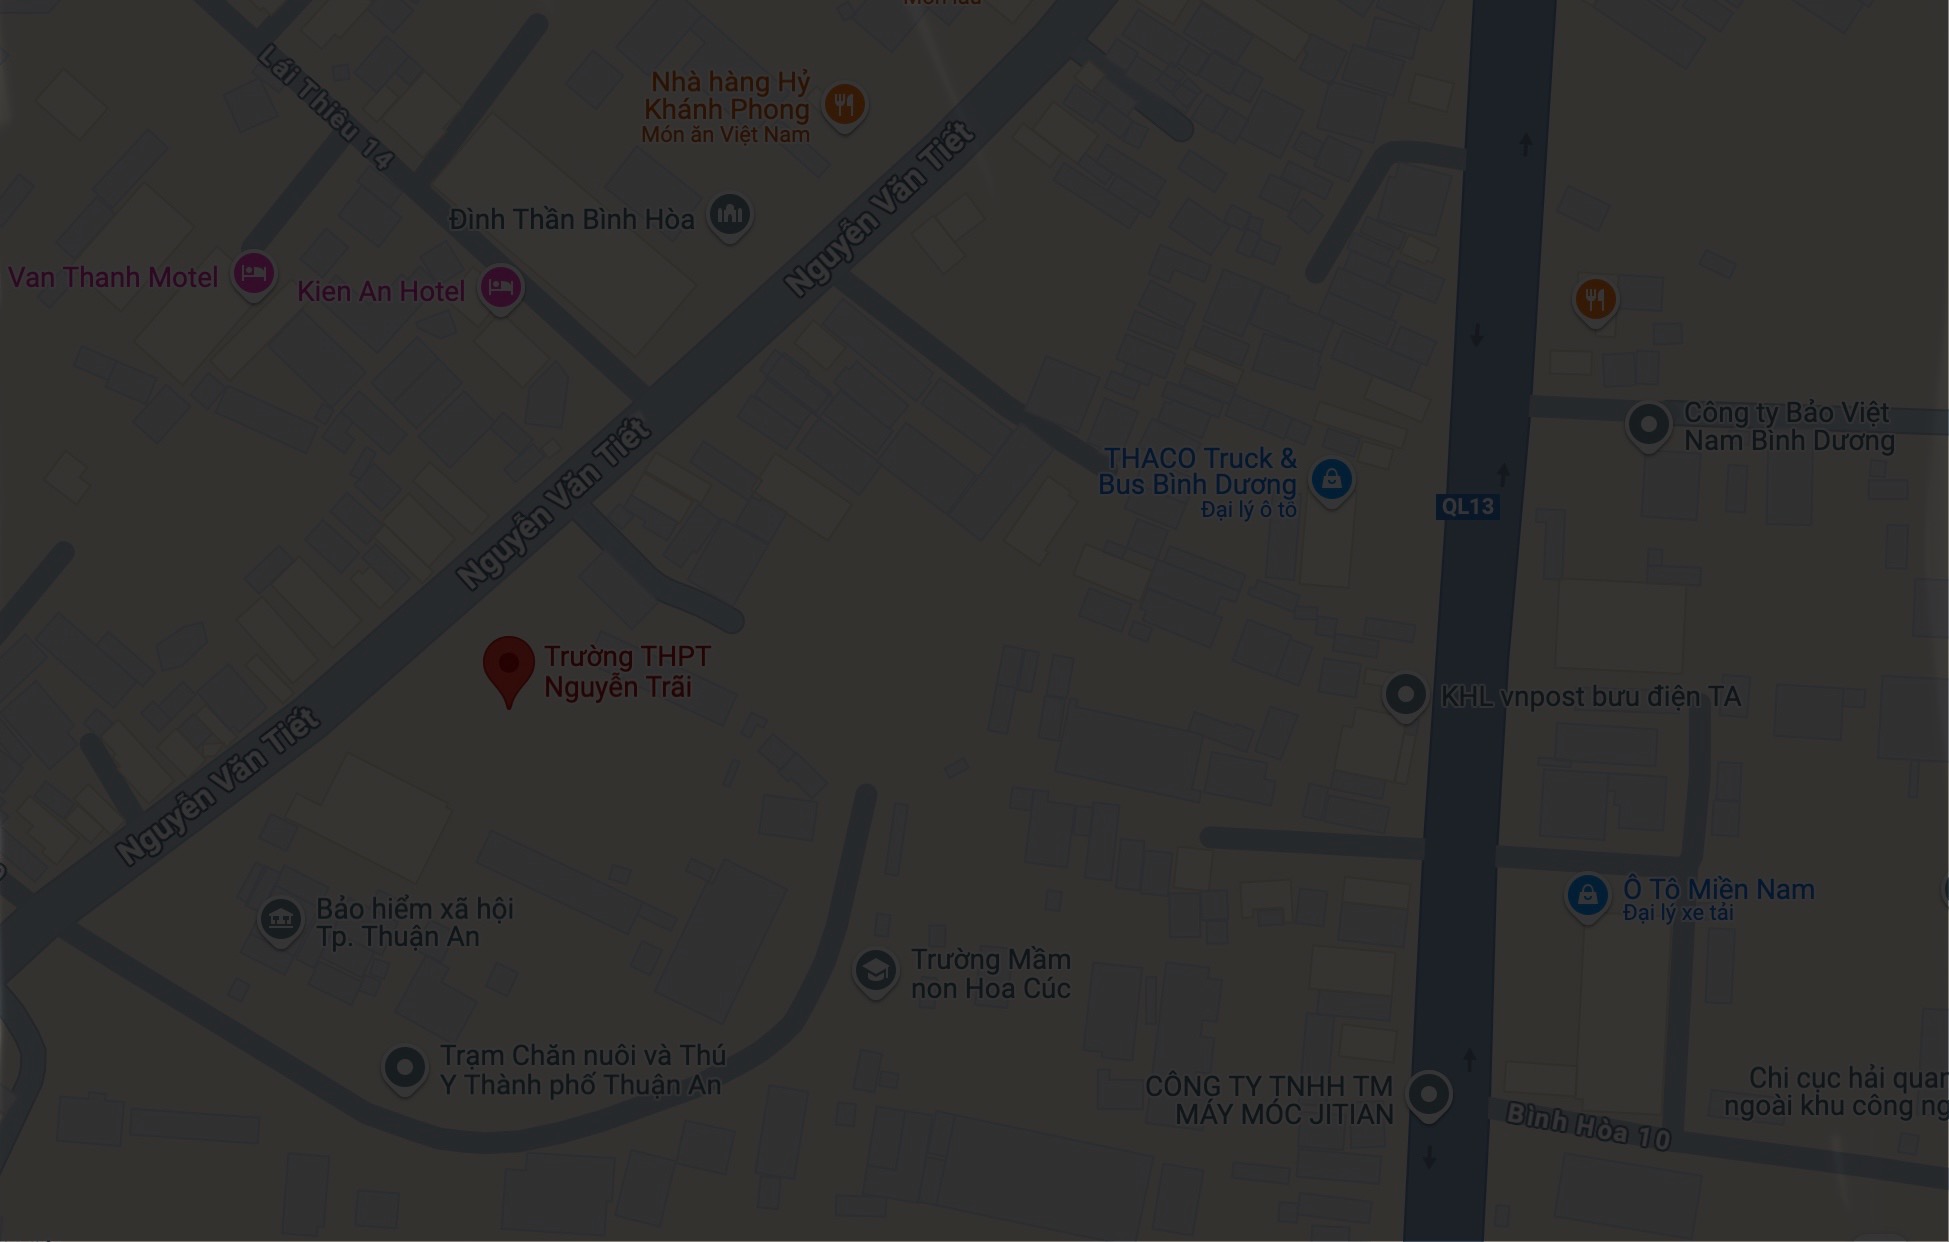 Món lẩu
Lái Thiêu 14
Nhà hàng Hỷ
Khánh Phong
Món ăn Việt Nam
Nguyễn Văn Tiết
Đình Thần Bình Hòa
Van Thanh Motel
Kien An Hotel
Công ty Bảo Việt
Nam Bình Dương
Nguyễn Văn Tiết
THACO Truck &
Bus Bình Dương
Đại lý ô tô
QL13
Trường THPT
Nguyễn Trãi
KHL vnpost bưu điện TA
Nguyễn Văn Tiết
Ô Tô Miền Nam
Đại lý xe tải
Bảo hiểm xã hội
Tp. Thuận An
Trường Mầm
non Hoa Cúc
Trạm Chăn nuôi và Thú
Y Thành phố Thuận An
CÔNG TY TNHH TM
MÁY MÓC JITIAN
Chi cục hải quan
ngoài khu công ng
Bình Hòa 10